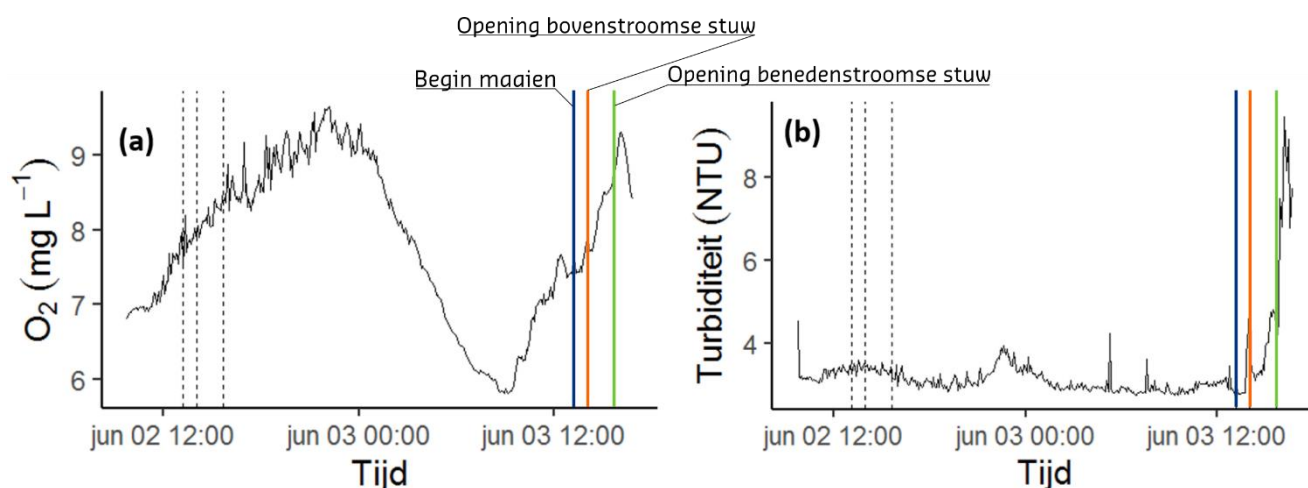 Opening bovenstroomse stuw
Begin maaien
Opening benedenstroomse stuw
(a)
O₂ (mg L⁻¹)
9
8
7
6
jun 02 12:00
jun 03 00:00
jun 03 12:00
Tijd
(b)
Turbiditeit (NTU)
8
6
4
jun 02 12:00
jun 03 00:00
jun 03 12:00
Tijd